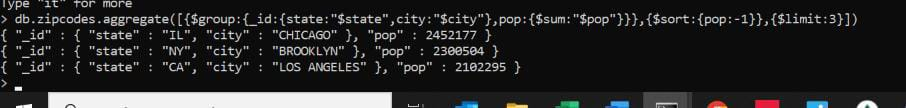 Type "it" for more
> db.zipcodes.aggregate([{$group:{_id:{state:"$state",city:"$city"},pop:{$sum:"$pop"}}},{$sort:{pop:-1}},{$limit:3}])
{ "_id" : { "state" : "IL", "city" : "CHICAGO" }, "pop" : 2452177 }
{ "_id" : { "state" : "NY", "city" : "BROOKLYN" }, "pop" : 2300504 }
{ "_id" : { "state" : "CA", "city" : "LOS ANGELES" }, "pop" : 2102295 }
>